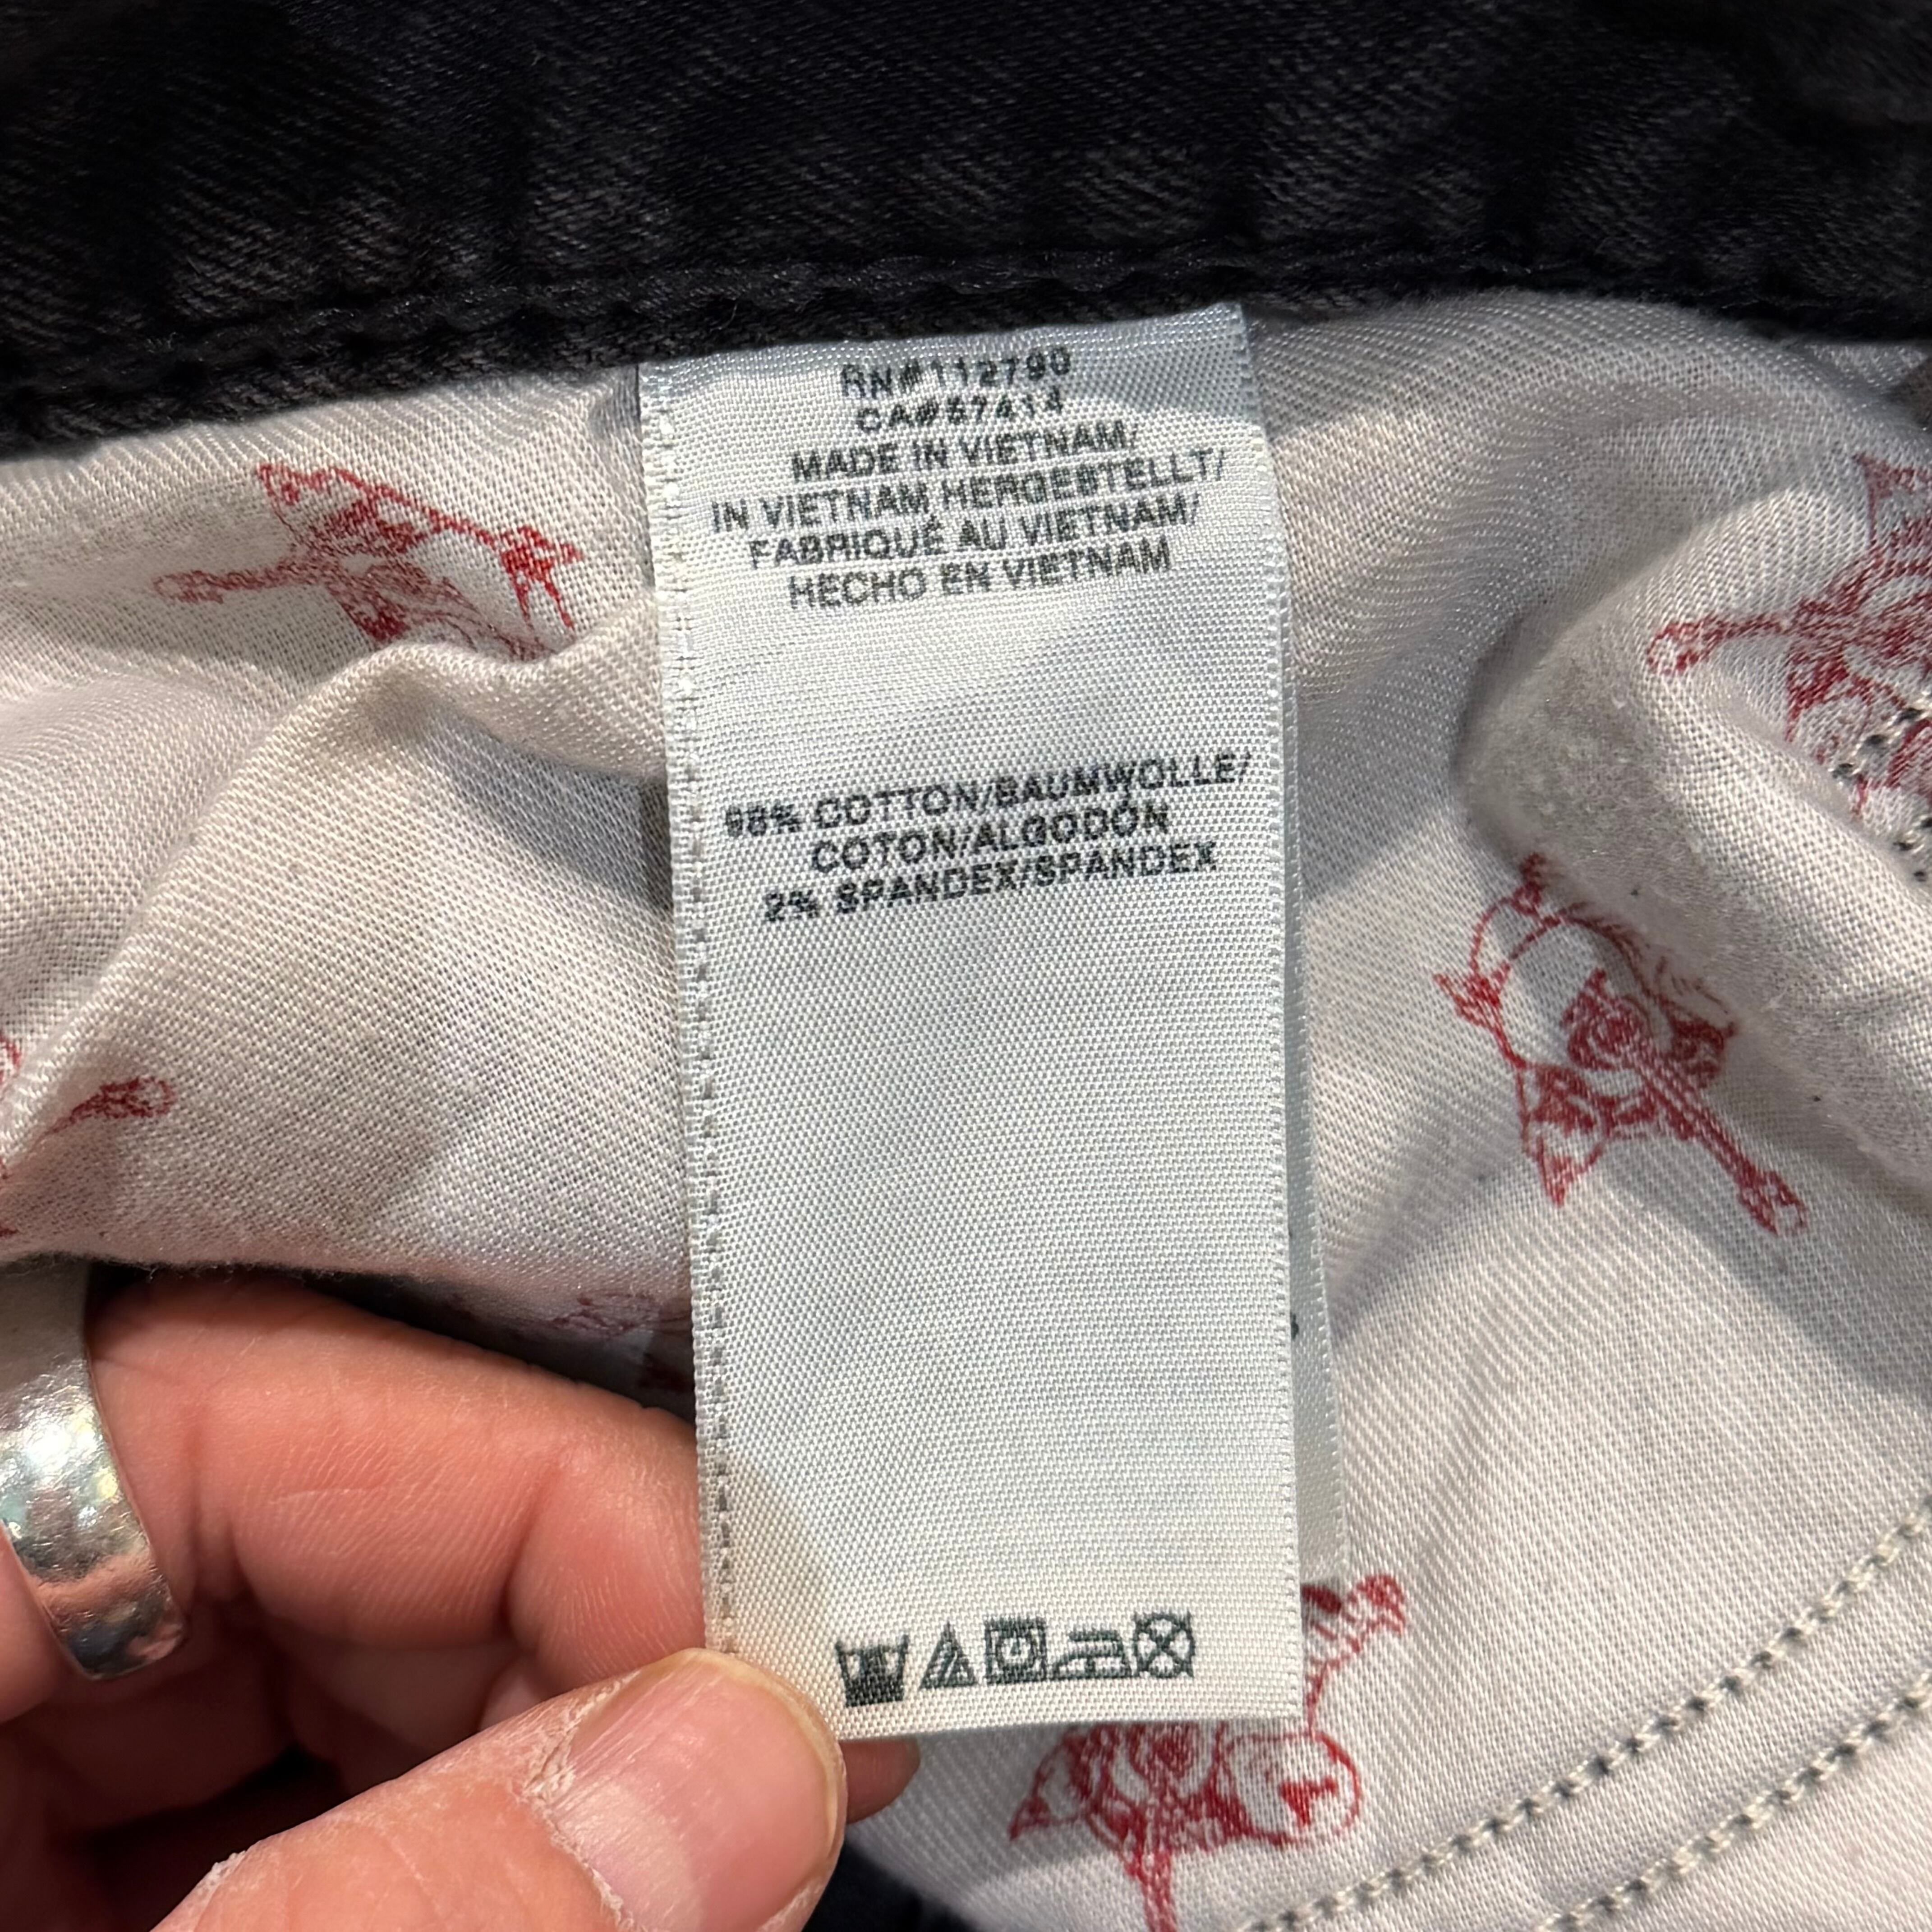 RN#112790
CA#57414
MADE IN VIETNAM/
IN VIETNAM HERGESTELLT/
FABRIQUÉ AU VIETNAM/
HECHO EN VIETNAM
98% COTTON/BAUMWOLLE/
COTON/ALGODÓN
2% SPANDEX/SPANDEX